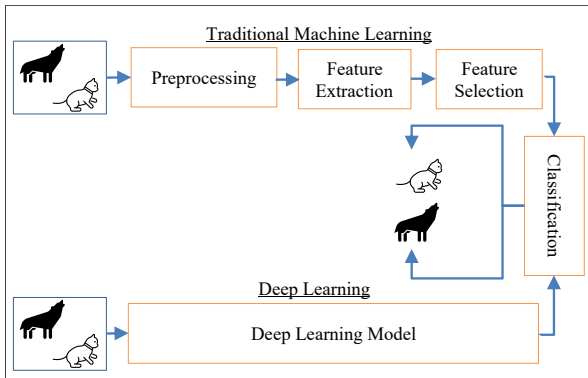 Traditional Machine Learning
Preprocessing
Feature
Extraction
Feature
Selection
Classification
Deep Learning
Deep Learning Model